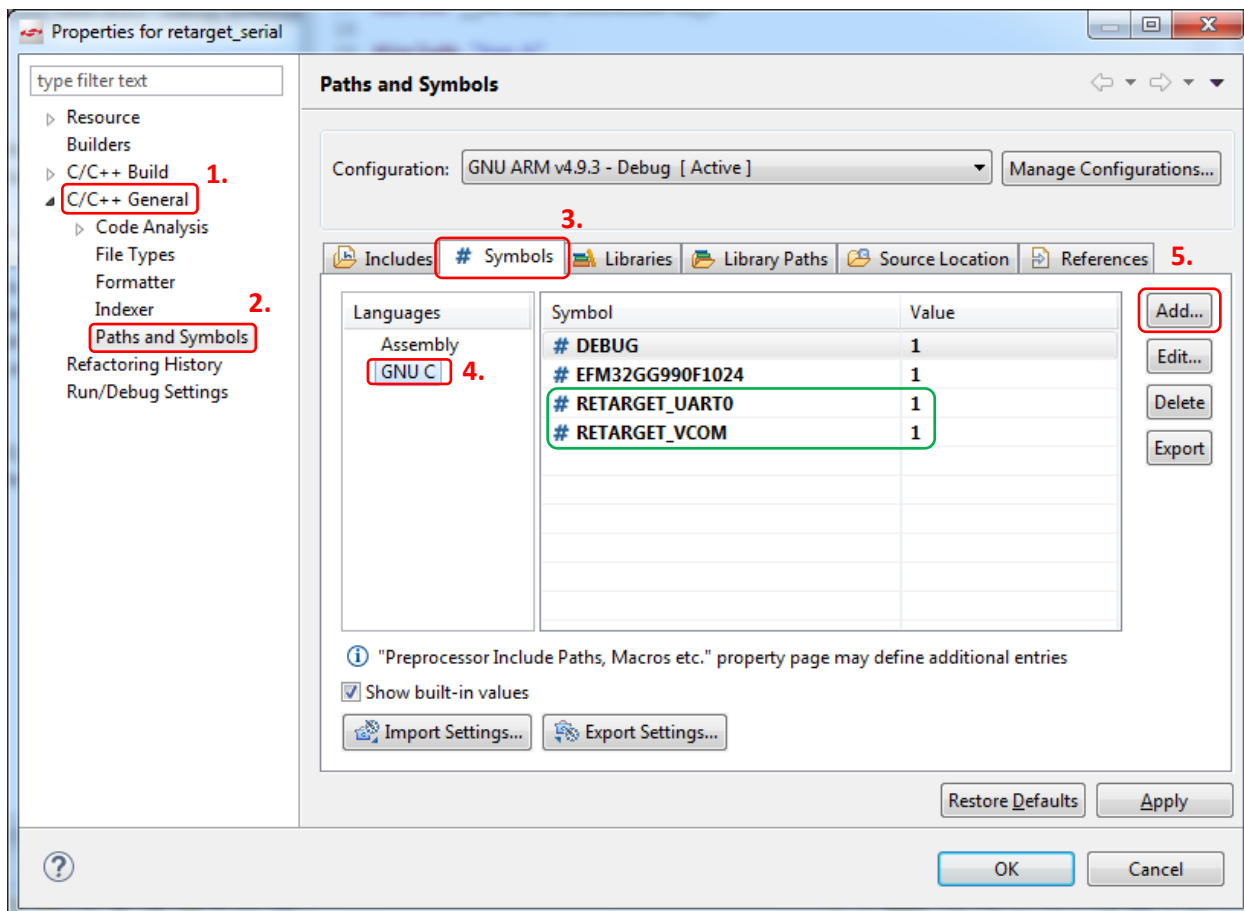 Properties for retarget_serial
type filter text
Paths and Symbols
Resource
Builders
C/C++ Build
1.
C/C++ General
Code Analysis
File Types
Formatter
Indexer
2.
Paths and Symbols
Refactoring History
Run/Debug Settings
Configuration: GNU ARM v4.9.3 - Debug [ Active ] Manage Configurations...
3.
Includes # Symbols Libraries Library Paths Source Location References
5.
Languages
Assembly
GNU C
4.
Symbol Value
# DEBUG 1
# EFM32GG990F1024 1
# RETARGET_UART0 1
# RETARGET_VCOM 1
Add...
Edit...
Delete
Export
"Preprocessor Include Paths, Macros etc." property page may define additional entries
Show built-in values
Import Settings... Export Settings...
Restore Defaults Apply
OK Cancel